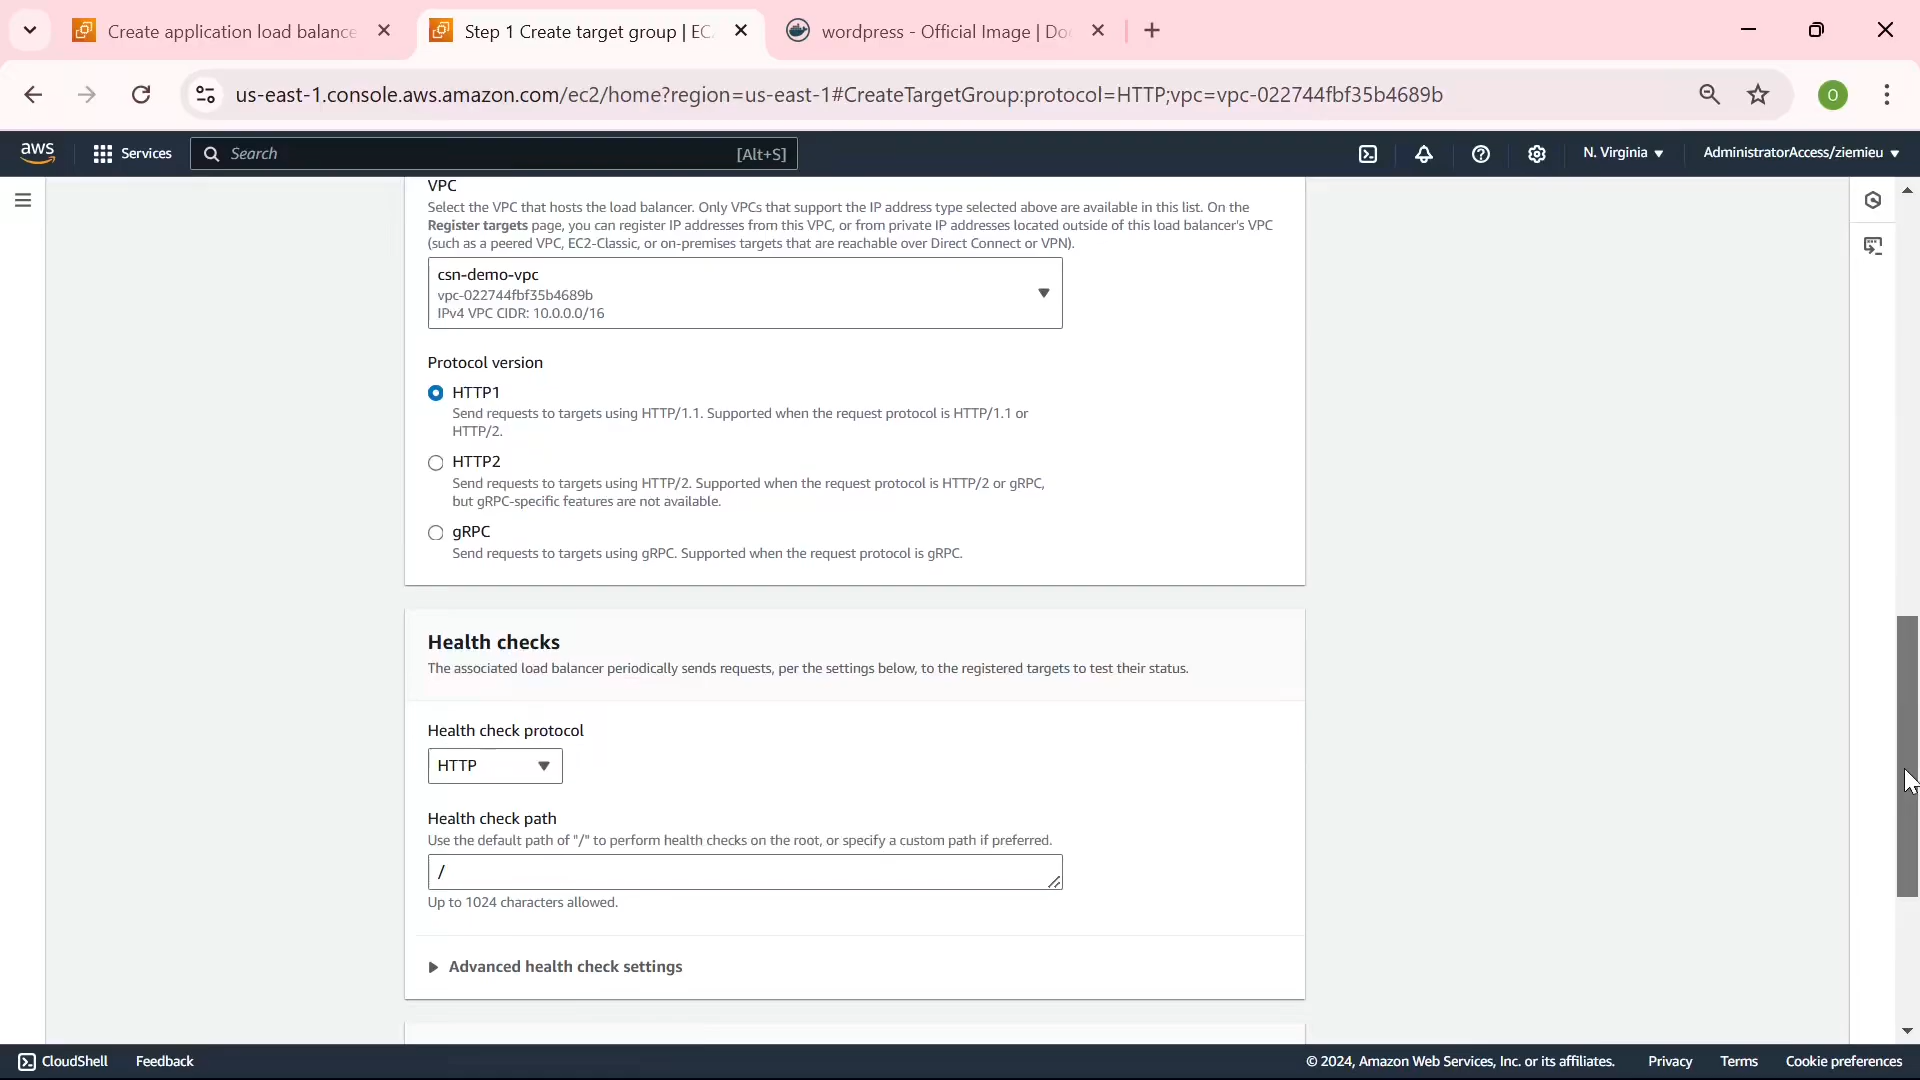 Create application load balance
Step 1 Create target group | EC
wordpress - Official Image | Do
us-east-1.console.aws.amazon.com/ec2/home?region=us-east-1#CreateTargetGroup:protocol=HTTP;vpc=vpc-022744fbf35b4689b
O
aws
Services
Search
[Alt+S]
N. Virginia
AdministratorAccess/ziemieu
VPC
Select the VPC that hosts the load balancer. Only VPCs that support the IP address type selected above are available in this list. On the
Register targets page, you can register IP addresses from this VPC, or from private IP addresses located outside of this load balancer's VPC
(such as a peered VPC, EC2-Classic, or on-premises targets that are reachable over Direct Connect or VPN).
csn-demo-vpc
vpc-022744fbf35b4689b
IPv4 VPC CIDR: 10.0.0.0/16
Protocol version
HTTP1
Send requests to targets using HTTP/1.1. Supported when the request protocol is HTTP/1.1 or
HTTP/2.
HTTP2
Send requests to targets using HTTP/2. Supported when the request protocol is HTTP/2 or gRPC,
but gRPC-specific features are not available.
gRPC
Send requests to targets using gRPC. Supported when the request protocol is gRPC.
Health checks
The associated load balancer periodically sends requests, per the settings below, to the registered targets to test their status.
Health check protocol
HTTP
Health check path
Use the default path of "/" to perform health checks on the root, or specify a custom path if preferred.
/
Up to 1024 characters allowed.
Advanced health check settings
CloudShell
Feedback
© 2024, Amazon Web Services, Inc. or its affiliates.
Privacy
Terms
Cookie preferences